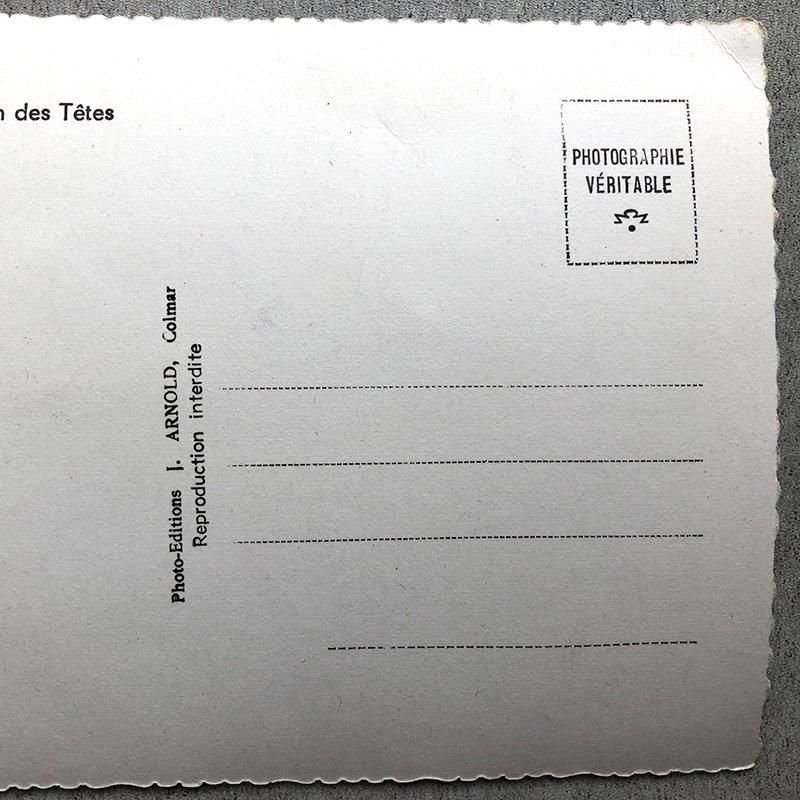 des Têtes
PHOTOGRAPHIE
VÉRITABLE
Photo-Editions J. ARNOLD, Colmar
Reproduction interdite